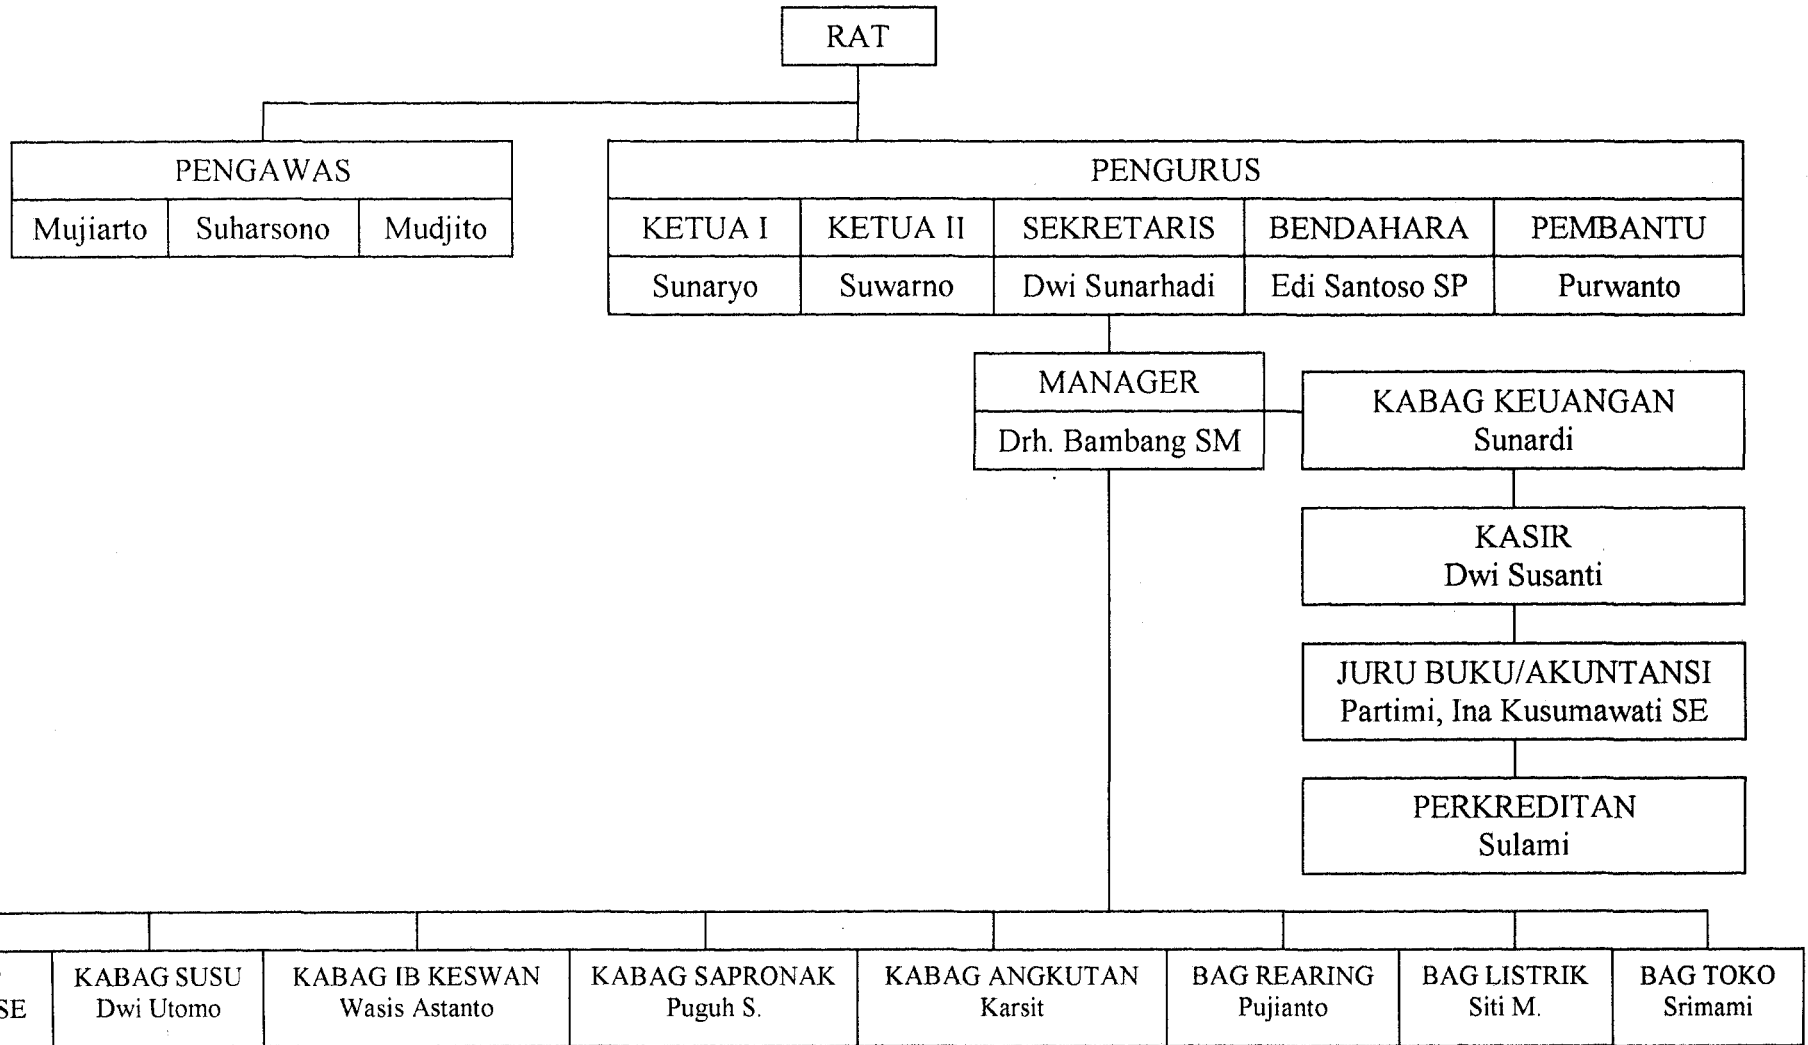 RAT
PENGAWAS
Mujiarto Suharsono Mudjito
PENGURUS
KETUA I KETUA II SEKRETARIS BENDAHARA PEMBANTU
Sunaryo Suwarno Dwi Sunarhadi Edi Santoso SP Purwanto
MANAGER
Drh. Bambang SM
KABAG KEUANGAN
Sunardi
KASIR
Dwi Susanti
JURU BUKU/AKUNTANSI
Partimi, Ina Kusumawati SE
PERKREDITAN
Sulami
SE
KABAG SUSU
Dwi Utomo
KABAG IB KESWAN
Wasis Astanto
KABAG SAPRONAK
Puguh S.
KABAG ANGKUTAN
Karsit
BAG REARING
Pujianto
BAG LISTRIK
Siti M.
BAG TOKO
Srimami